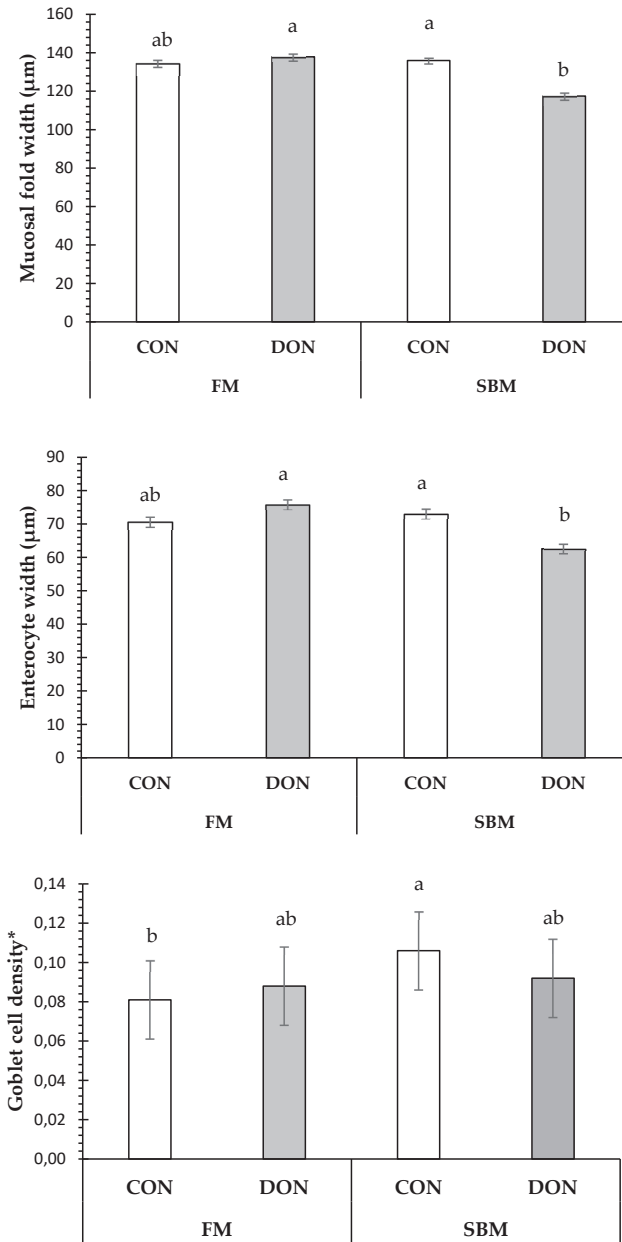 160
140
120
100
80
60
40
20
0
Mucosal fold width (µm)
ab
a
a
b
CON DON CON DON
FM SBM
90
80
70
60
50
40
30
20
10
0
Enterocyte width (µm)
ab
a
a
b
CON DON CON DON
FM SBM
0,14
0,12
0,10
0,08
0,06
0,04
0,02
0,00
Goblet cell density*
b
ab
a
ab
CON DON CON DON
FM SBM